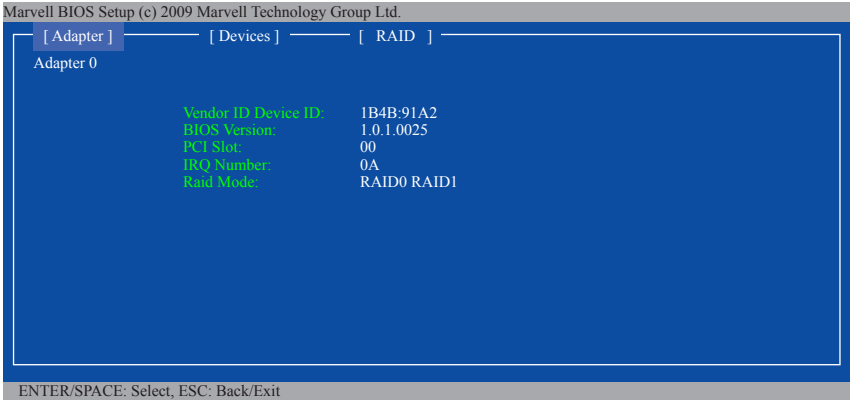 Marvell BIOS Setup (c) 2009 Marvell Technology Group Ltd.
[ Adapter ] [ Devices ] [ RAID ]
Adapter 0
Vendor ID Device ID: 1B4B:91A2
BIOS Version: 1.0.1.0025
PCI Slot: 00
IRQ Number: 0A
Raid Mode: RAID0 RAID1
ENTER/SPACE: Select, ESC: Back/Exit